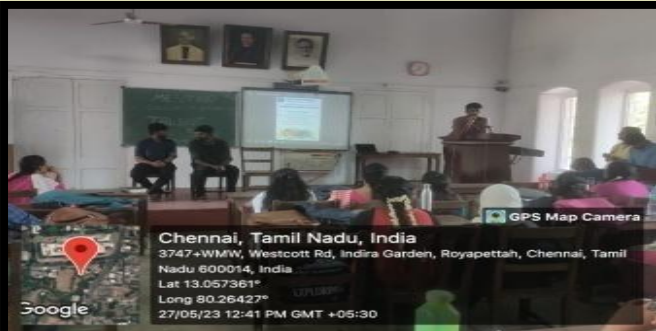 GPS Map Camera
Chennai, Tamil Nadu, India
3747+WMW, Westcott Rd, Indira Garden, Royapettah, Chennai, Tamil
Nadu 600014, India
Lat 13.057361°
Long 80.26427°
27/05/23 12:41 PM GMT +05:30
Google